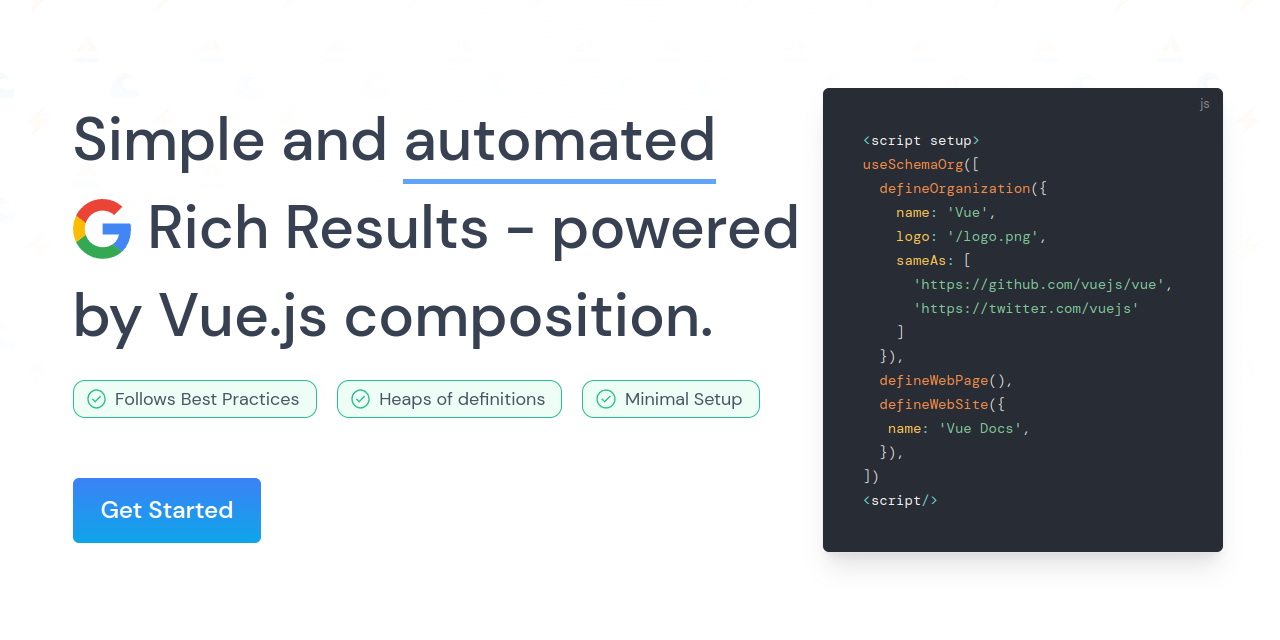 Simple and automated
G Rich Results - powered
by Vue.js composition.
Follows Best Practices
Heaps of definitions
Minimal Setup
Get Started
js
<script setup>
useSchemaOrg([
  defineOrganization({
    name: 'Vue',
    logo: '/logo.png',
    sameAs: [
      'https://github.com/vuejs/vue',
      'https://twitter.com/vuejs'
    ]
  }),
  defineWebPage(),
  defineWebSite({
   name: 'Vue Docs',
  }),
])
<script/>